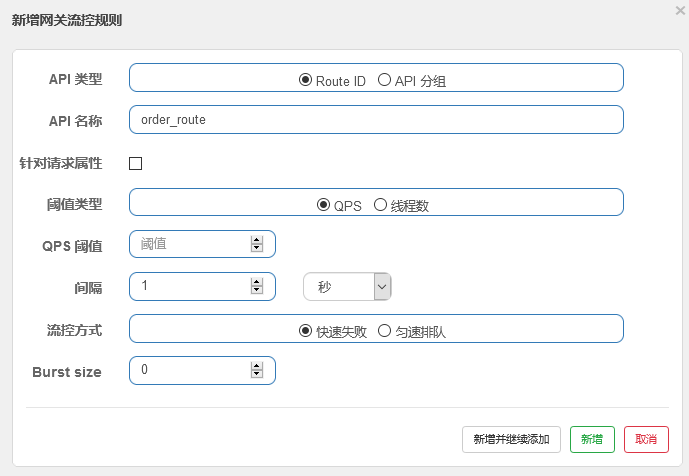 新增网关流控规则
API 类型 Route ID API 分组
API 名称 order_route
针对请求属性
阈值类型 QPS 线程数
QPS 阈值 阈值
间隔 1 秒
流控方式 快速失败 匀速排队
Burst size 0
新增并继续添加 新增 取消